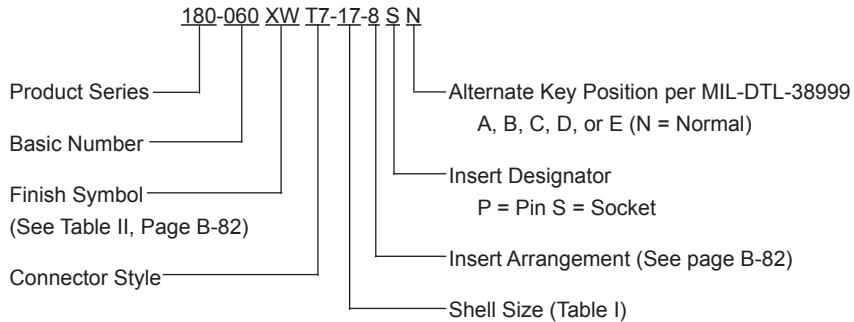 180-060 XW T7-17-8 S N
Product Series
Basic Number
Finish Symbol
(See Table II, Page B-82)
Connector Style
Alternate Key Position per MIL-DTL-38999
A, B, C, D, or E (N = Normal)
Insert Designator
P = Pin S = Socket
Insert Arrangement (See page B-82)
Shell Size (Table I)